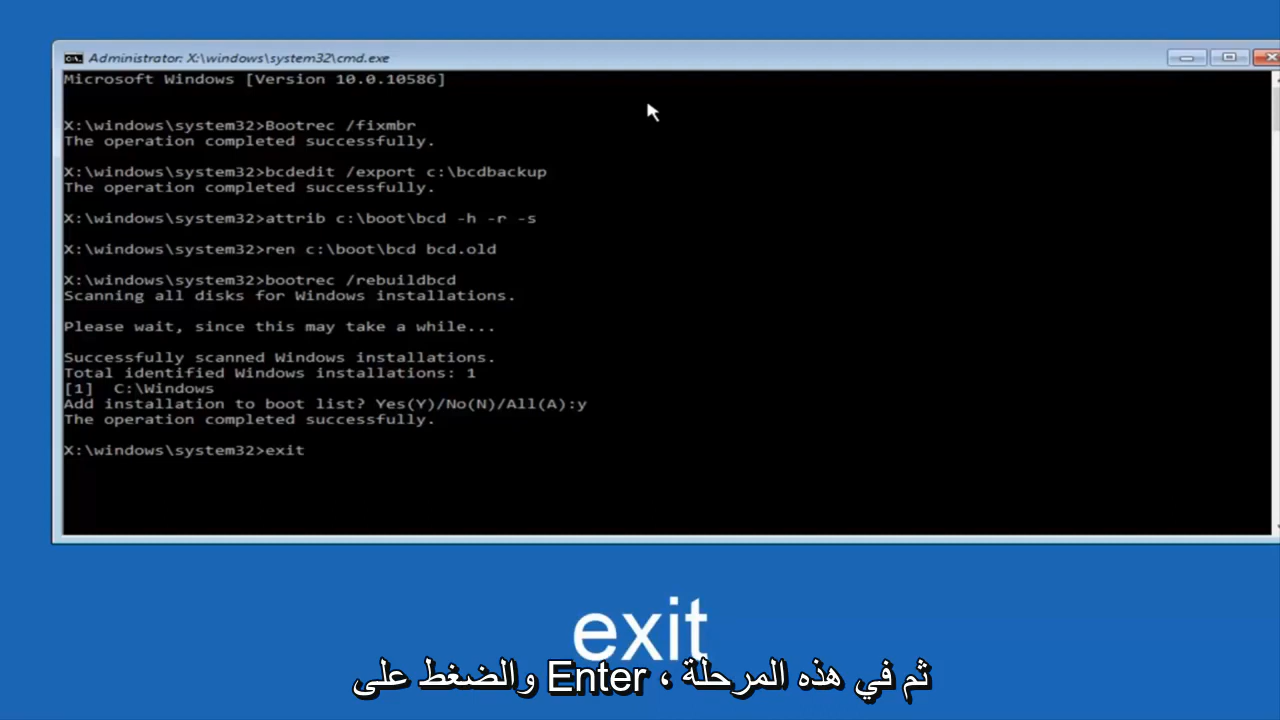 Administrator: X:\windows\system32\cmd.exe
Microsoft Windows [Version 10.0.10586]
X:\windows\system32>Bootrec /fixmbr
The operation completed successfully.
X:\windows\system32>bcdedit /export c:\bcdbackup
The operation completed successfully.
X:\windows\system32>attrib c:\boot\bcd -h -r -s
X:\windows\system32>ren c:\boot\bcd bcd.old
X:\windows\system32>bootrec /rebuildbcd
Scanning all disks for Windows installations.
Please wait, since this may take a while...
Successfully scanned Windows installations.
Total identified Windows installations: 1
[1]  C:\Windows
Add installation to boot list? Yes(Y)/No(N)/All(A):y
The operation completed successfully.
X:\windows\system32>exit
exit
والضغط على Enter ، ثم في هذه المرحلة